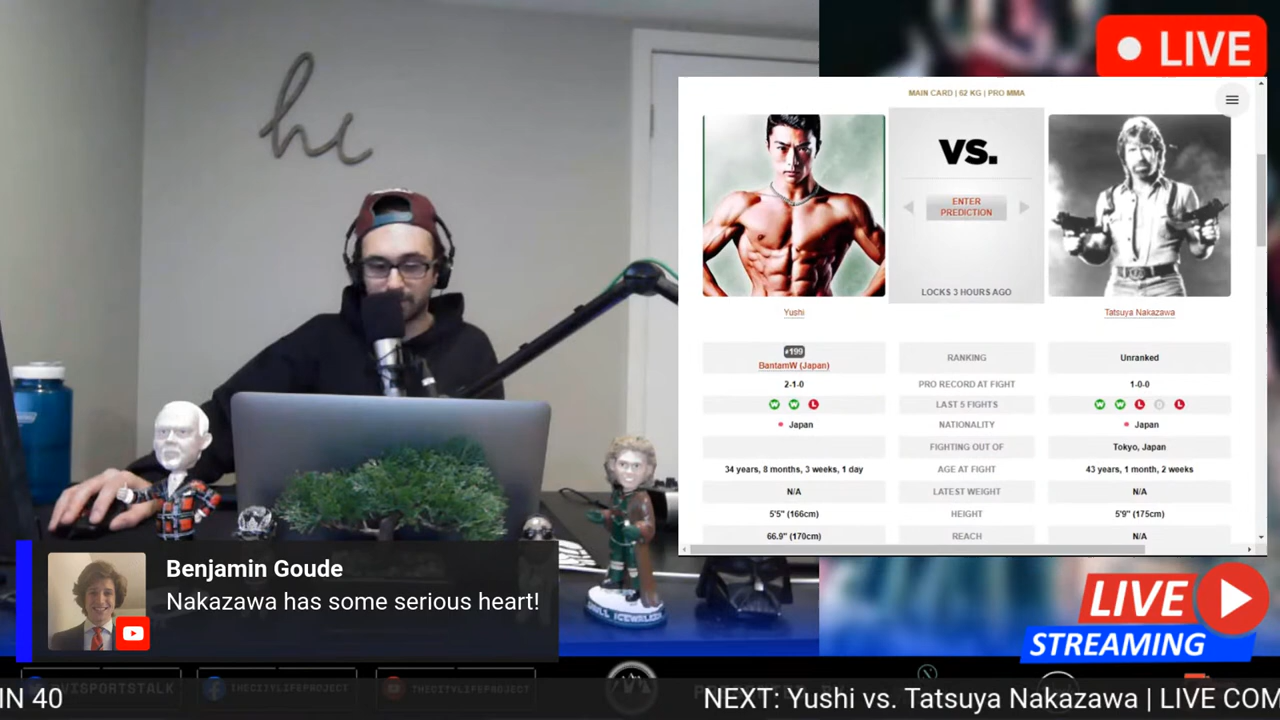 hi
LIVE
MAIN CARD | 62 KG | PRO MMA
VS.
ENTER
PREDICTION
LOCKS 3 HOURS AGO
Yushi
Tatsuya Nakazawa
#199
BantamW (Japan)
RANKING
Unranked
2-1-0
PRO RECORD AT FIGHT
1-0-0
W W L
LAST 5 FIGHTS
W W L L
Japan
NATIONALITY
Japan
FIGHTING OUT OF
Tokyo, Japan
34 years, 8 months, 3 weeks, 1 day
AGE AT FIGHT
43 years, 1 month, 2 weeks
N/A
LATEST WEIGHT
N/A
5'5" (166cm)
HEIGHT
5'9" (175cm)
66.9" (170cm)
REACH
N/A
Benjamin Goude
Nakazawa has some serious heart!
LIVE
STREAMING
THECITYLIFEPROJECT
THECITYLIFEPROJECT
IN 40
NEXT: Yushi vs. Tatsuya Nakazawa | LIVE COM